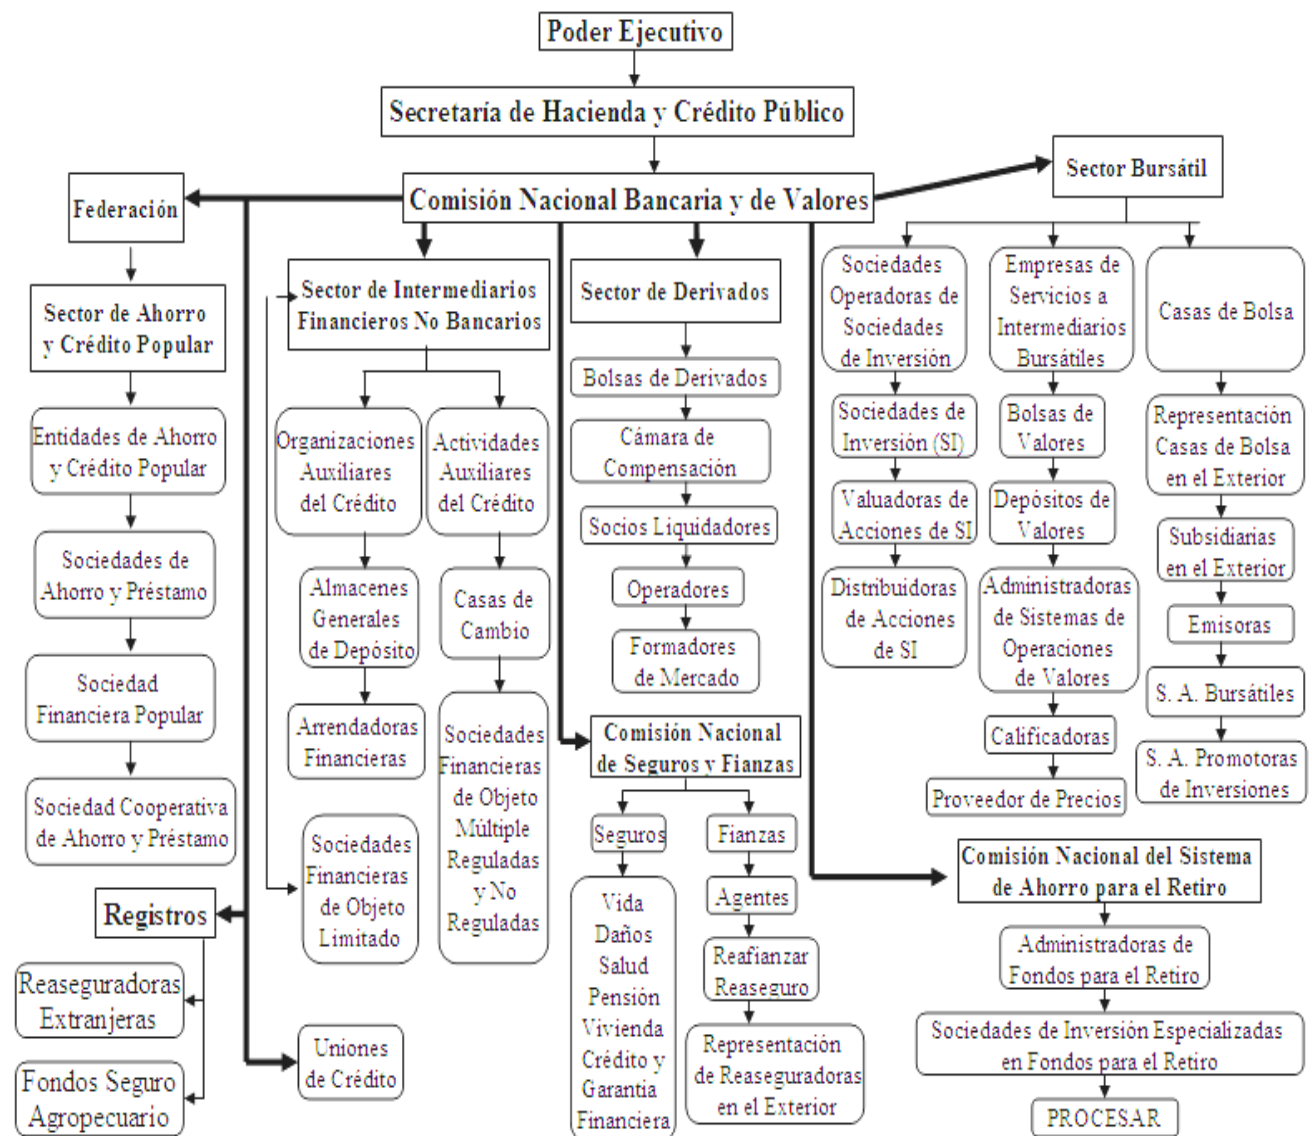 Poder Ejecutivo
Secretaría de Hacienda y Crédito Público
Comisión Nacional Bancaria y de Valores
Federación
Sector de Ahorro
y Crédito Popular
Entidades de Ahorro
y Crédito Popular
Sociedades de
Ahorro y Préstamo
Sociedad
Financiera Popular
Sociedad Cooperativa
de Ahorro y Préstamo
Registros
Reaseguradoras
Extranjeras
Fondos Seguro
Agropecuario
Sector de Intermediarios
Financieros No Bancarios
Organizaciones
Auxiliares
del Crédito
Almacenes
Generales
de Depósito
Arrendadoras
Financieras
Sociedades
Financieras
de Objeto
Limitado
Uniones
de Crédito
Actividades
Auxiliares
del Crédito
Casas de
Cambio
Sociedades
Financieras
de Objeto
Múltiple
Reguladas
y No
Reguladas
Sector de Derivados
Bolsas de Derivados
Cámara de
Compensación
Socios Liquidadores
Operadores
Formadores
de Mercado
Comisión Nacional
de Seguros y Fianzas
Seguros
Vida
Daños
Salud
Pensión
Vivienda
Crédito y
Garantía
Financiera
Fianzas
Agentes
Reafianzar
Reaseguro
Representación
de Reaseguradoras
en el Exterior
Sector Bursátil
Sociedades
Operadoras de
Sociedades
de Inversión
Sociedades de
Inversión (SI)
Valuadoras de
Acciones de SI
Distribuidoras
de Acciones
de SI
Empresas de
Servicios a
Intermediarios
Bursátiles
Bolsas de
Valores
Depósitos de
Valores
Administradoras
de Sistemas de
Operaciones
de Valores
Calificadoras
Proveedor de Precios
Casas de Bolsa
Representación
Casas de Bolsa
en el Exterior
Subsidiarias
en el Exterior
Emisoras
S. A. Bursátiles
S. A. Promotoras
de Inversiones
Comisión Nacional del Sistema
de Ahorro para el Retiro
Administradoras de
Fondos para el Retiro
Sociedades de Inversión Especializadas
en Fondos para el Retiro
PROCESAR